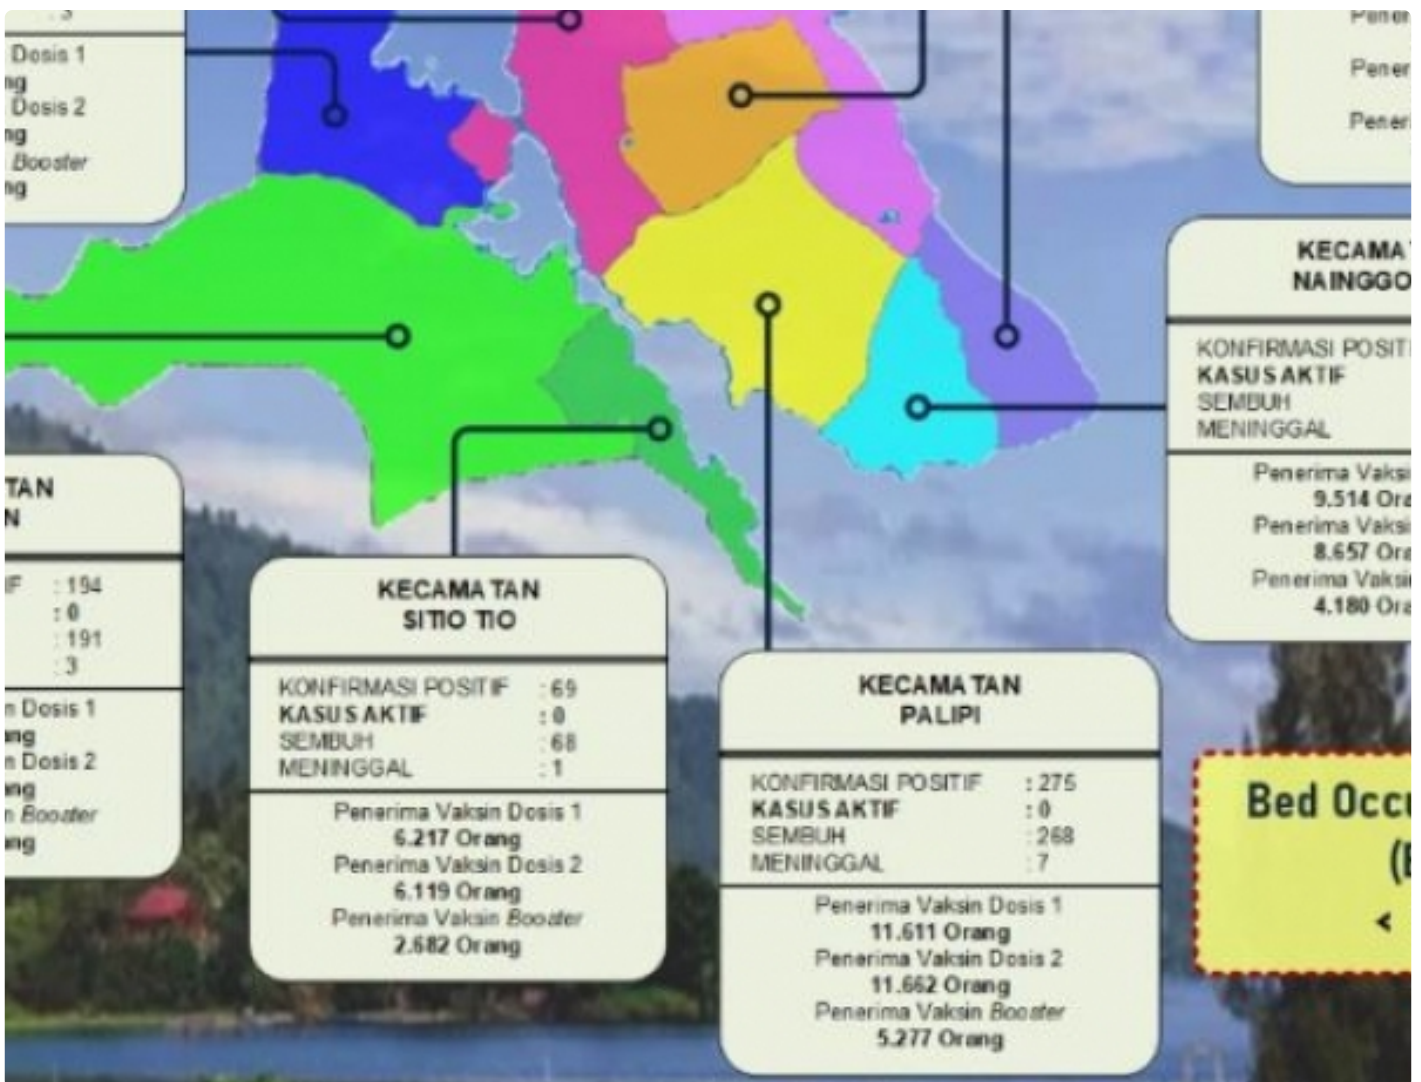 : 3
Dosis 1
ng
Dosis 2
ng
Booster
ng
Pener
Pener
Pener
KECAMAT
NAINGGO
KONFIRMASI POSITI
KASUS AKTIF
SEMBUH
MENINGGAL
Penerima Vaksi
9.514 Ora
Penerima Vaksi
8.657 Ora
Penerima Vaksi
4.180 Ora
TAN
N
IF : 194
: 0
: 191
: 3
n Dosis 1
ang
n Dosis 2
ang
n Booster
ang
KECAMATAN
SITIO TIO
KONFIRMASI POSITIF : 69
KASUS AKTIF : 0
SEMBUH : 68
MENINGGAL : 1
Penerima Vaksin Dosis 1
6.217 Orang
Penerima Vaksin Dosis 2
6.119 Orang
Penerima Vaksin Booster
2.682 Orang
KECAMATAN
PALIPI
KONFIRMASI POSITIF : 275
KASUS AKTIF : 0
SEMBUH : 268
MENINGGAL : 7
Penerima Vaksin Dosis 1
11.611 Orang
Penerima Vaksin Dosis 2
11.662 Orang
Penerima Vaksin Booster
5.277 Orang
Bed Occu
(B
<